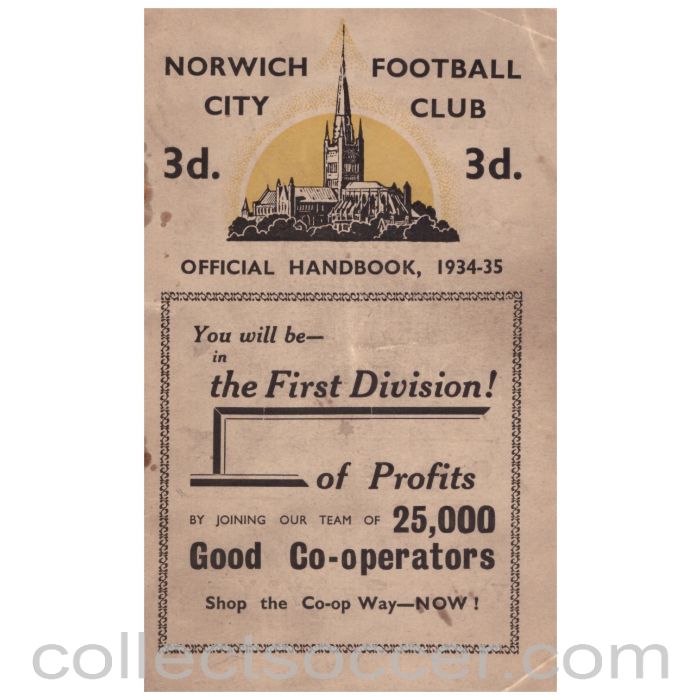 NORWICH FOOTBALL
CITY CLUB
3d. 3d.
OFFICIAL HANDBOOK, 1934-35
You will be—
in
the First Division!
of Profits
BY JOINING OUR TEAM OF 25,000
Good Co-operators
Shop the Co-op Way—NOW!
collectsoccer.com